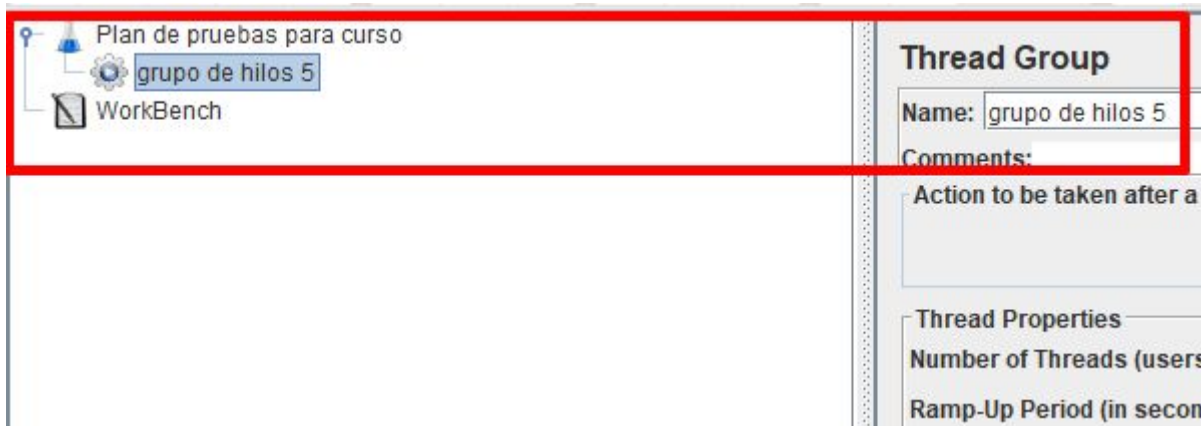 Plan de pruebas para curso
grupo de hilos 5
WorkBench
Thread Group
Name: grupo de hilos 5
Comments:
Action to be taken after a
Thread Properties
Number of Threads (users
Ramp-Up Period (in secon